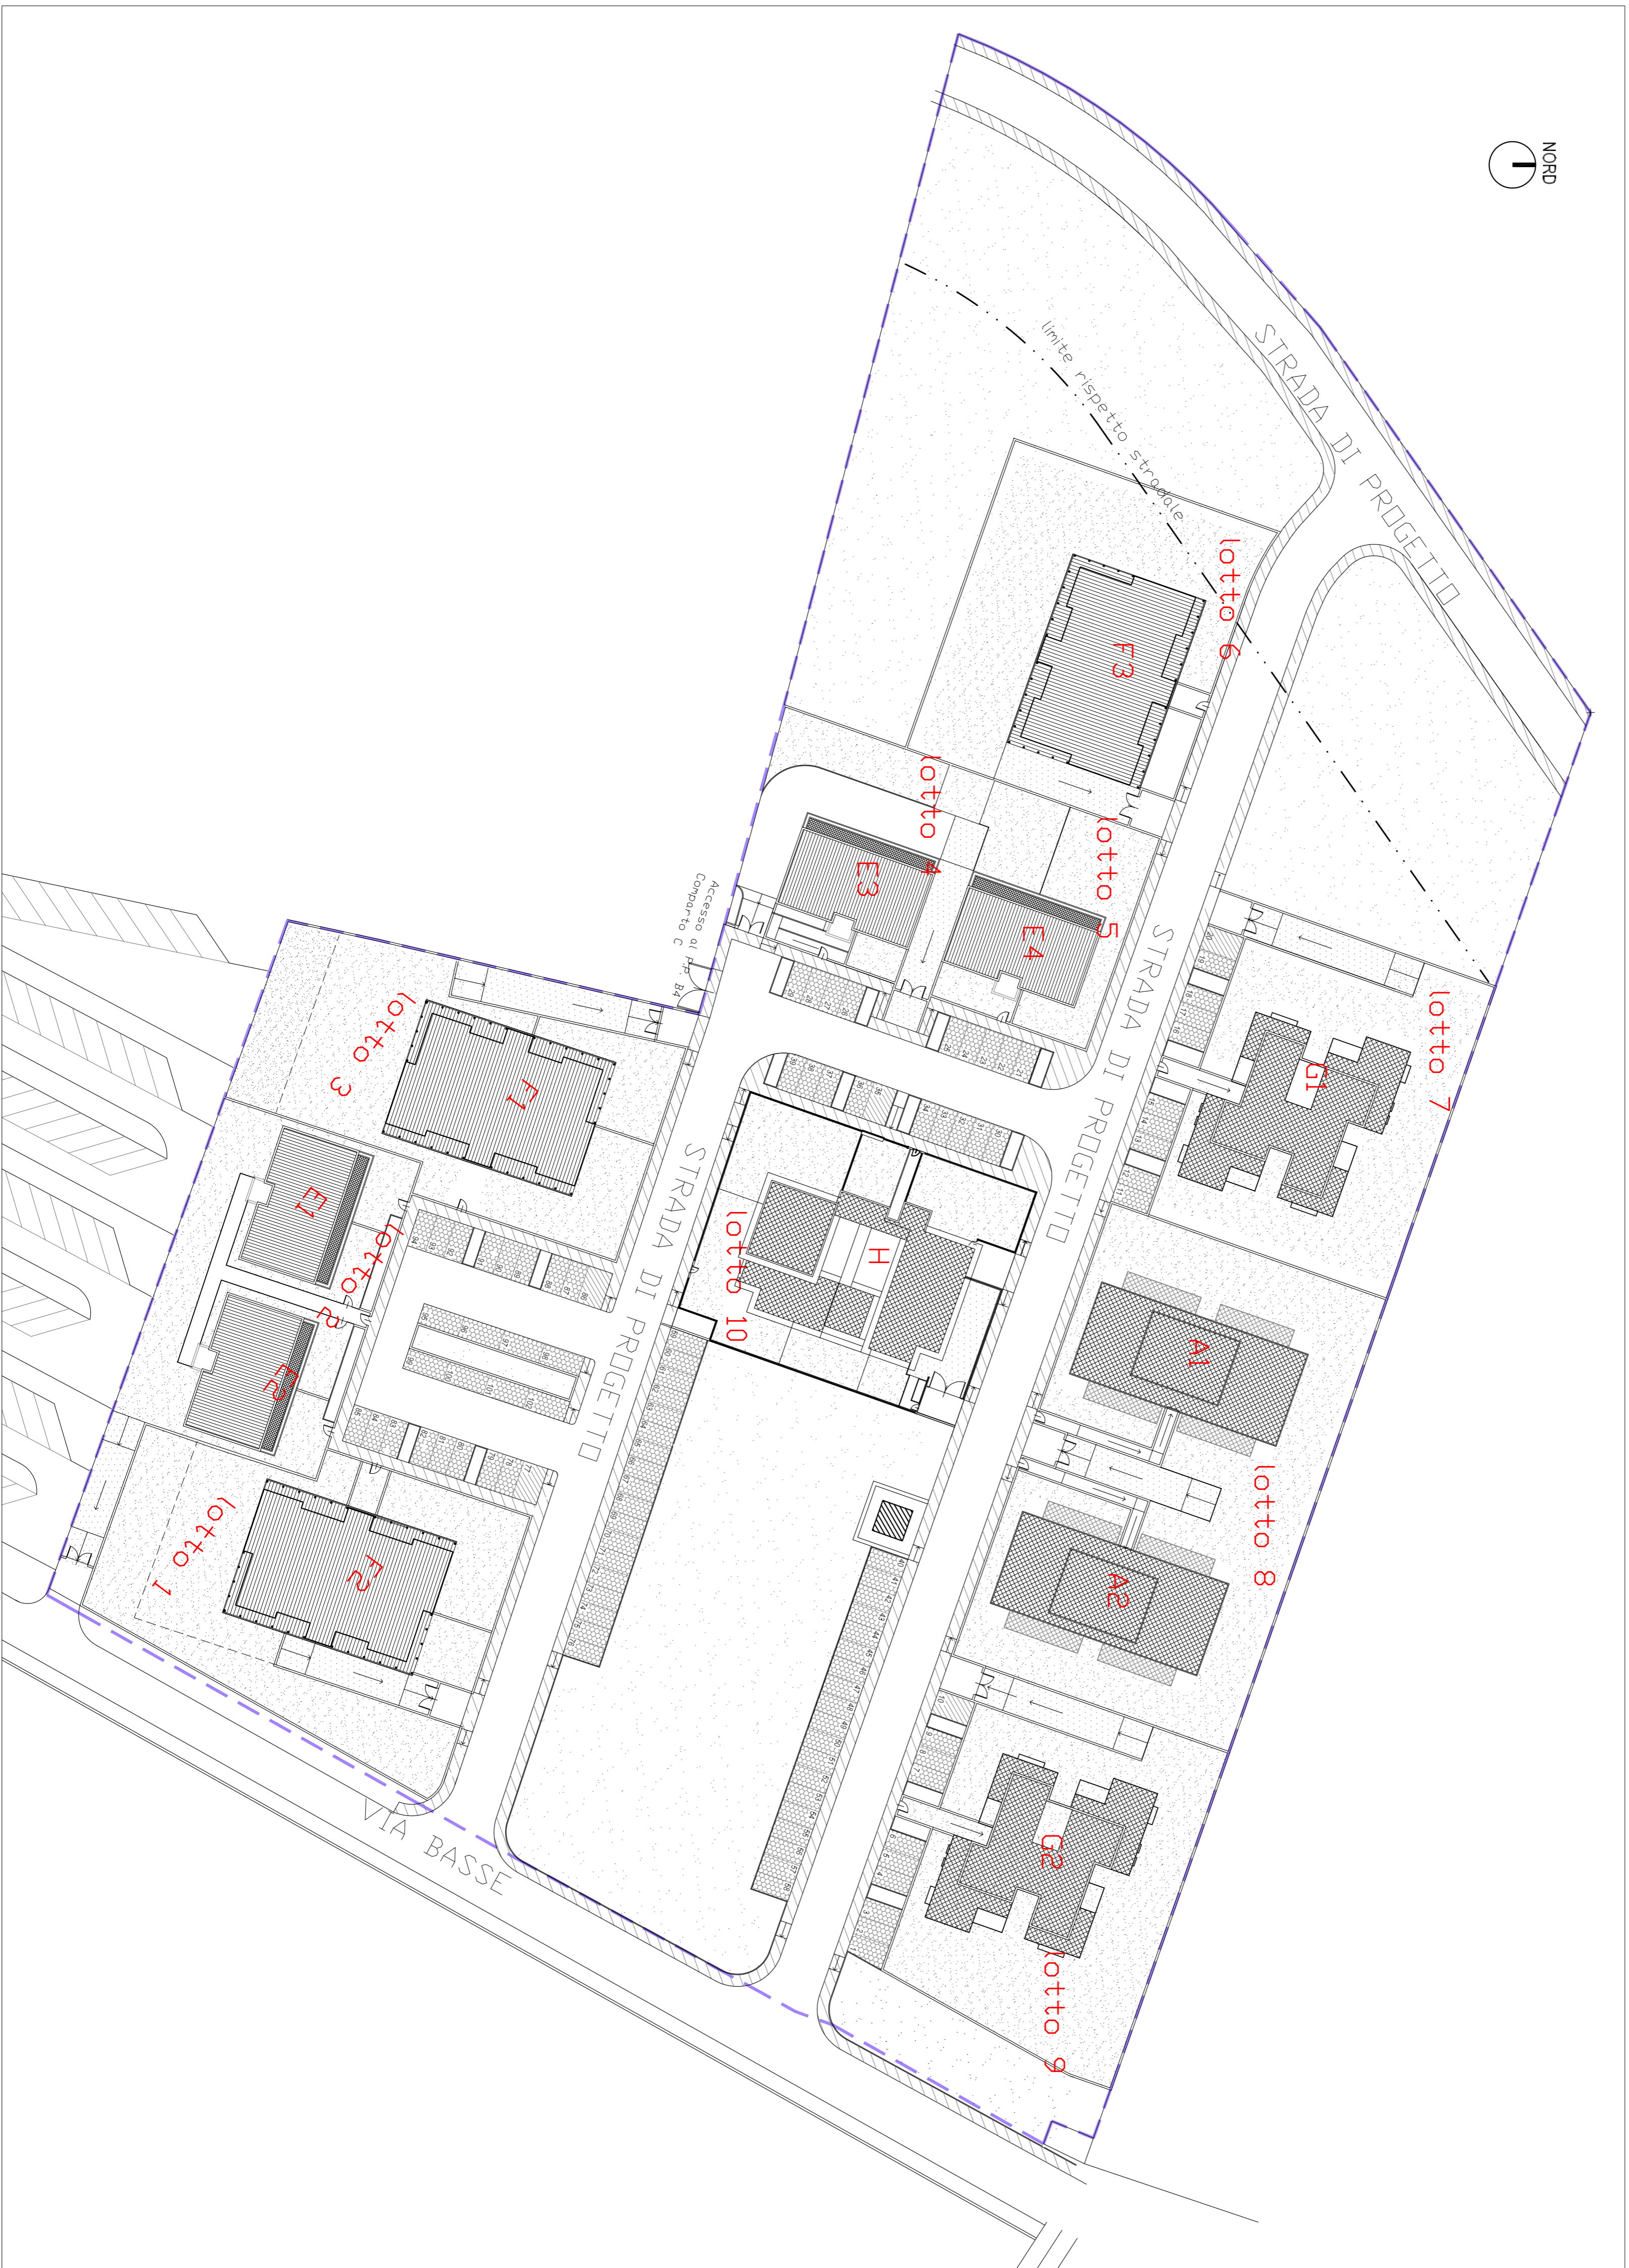 NORD
STRADA DI PROGETTO
limite rispetto stradale
lotto 6
F3
lotto 4
E3
lotto 5
E4
STRADA DI PROGETTO
lotto 7
G1
Accesso al P.P. B4
Comparto C
lotto 3
F1
E1
lotto 2
E2
lotto 1
F2
STRADA DI PROGETTO
lotto 10
H
A1
lotto 8
A2
G2
lotto 9
VIA BASSE